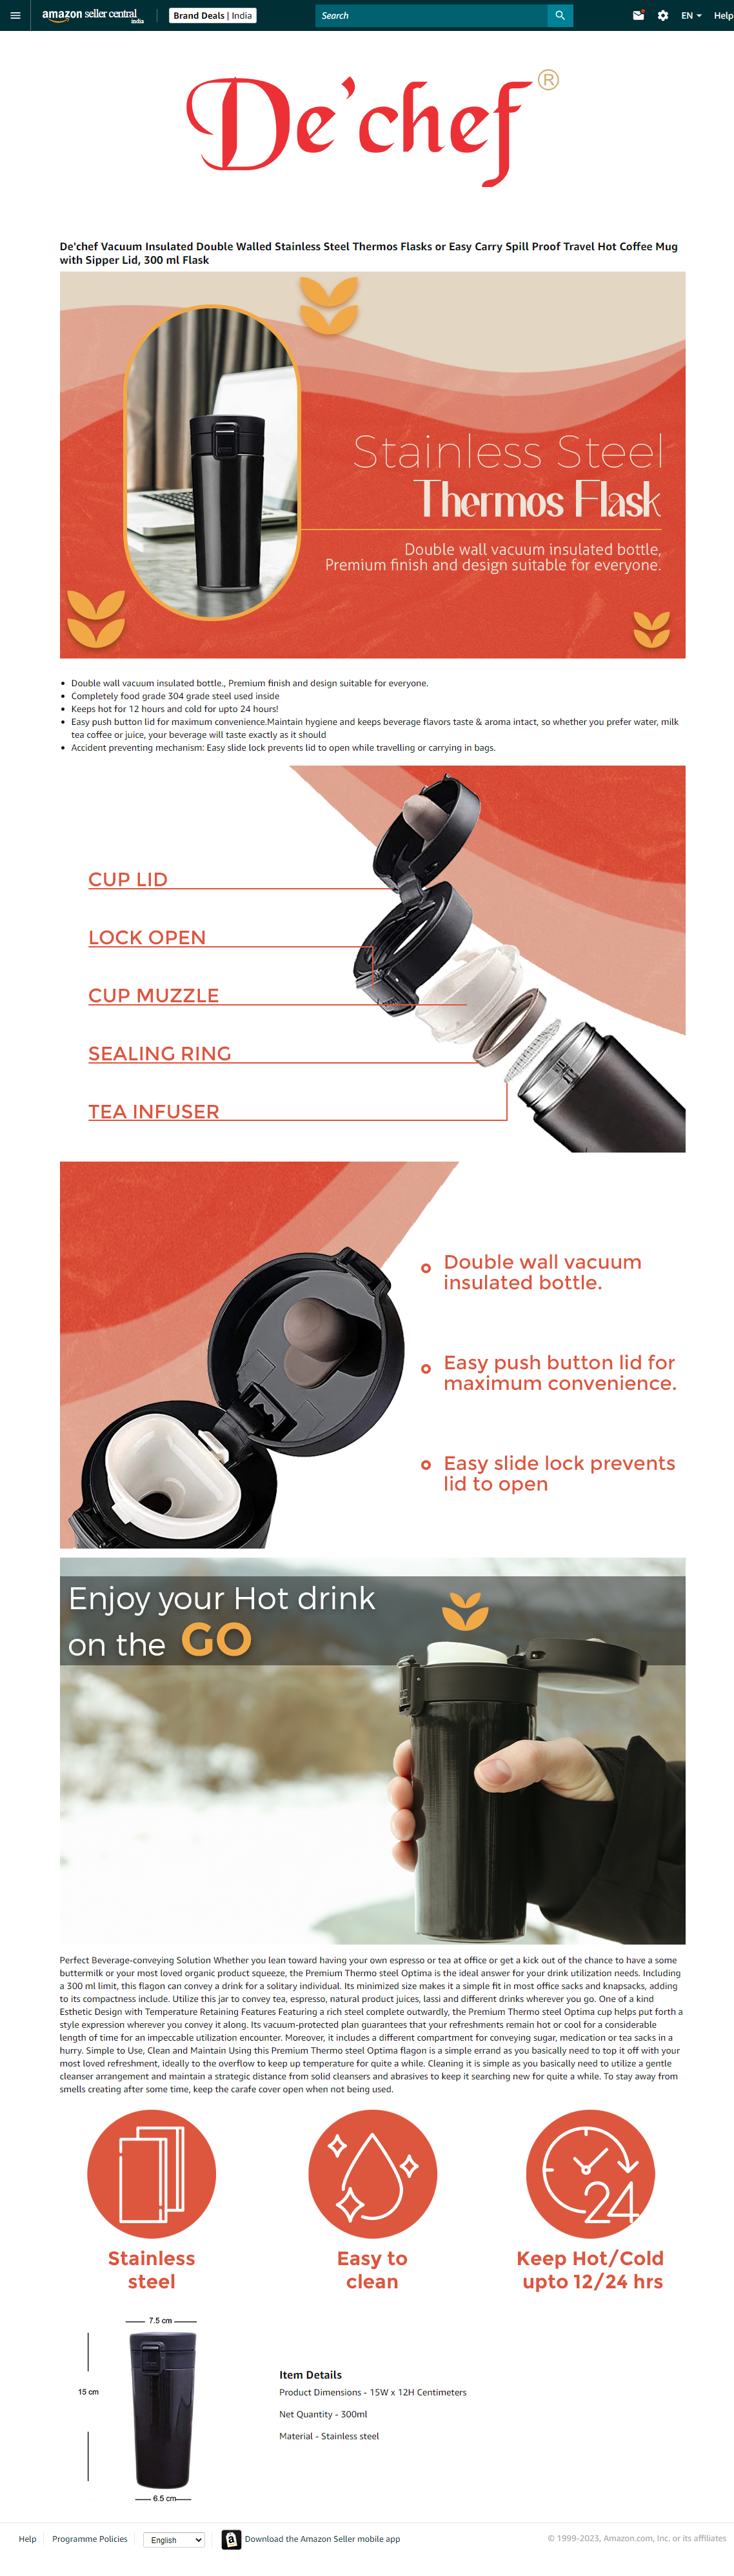 amazon seller central
india
Brand Deals | India
Search
EN
Help
De'chef®
De'chef Vacuum Insulated Double Walled Stainless Steel Thermos Flasks or Easy Carry Spill Proof Travel Hot Coffee Mug
with Sipper Lid, 300 ml Flask
Stainless Steel
Thermos Flask
Double wall vacuum insulated bottle,
Premium finish and design suitable for everyone.
Double wall vacuum insulated bottle., Premium finish and design suitable for everyone.
Completely food grade 304 grade steel used inside
Keeps hot for 12 hours and cold for upto 24 hours!
Easy push button lid for maximum convenience.Maintain hygiene and keeps beverage flavors taste & aroma intact, so whether you prefer water, milk
tea coffee or juice, your beverage will taste exactly as it should
Accident preventing mechanism: Easy slide lock prevents lid to open while travelling or carrying in bags.
CUP LID
LOCK OPEN
CUP MUZZLE
SEALING RING
TEA INFUSER
Double wall vacuum
insulated bottle.
Easy push button lid for
maximum convenience.
Easy slide lock prevents
lid to open
Enjoy your Hot drink
on the GO
Perfect Beverage-conveying Solution Whether you lean toward having your own espresso or tea at office or get a kick out of the chance to have a some
buttermilk or your most loved organic product squeeze, the Premium Thermo steel Optima is the ideal answer for your drink utilization needs. Including
a 300 ml limit, this flagon can convey a drink for a solitary individual. Its minimized size makes it a simple fit in most office sacks and knapsacks, adding
to its compactness include. Utilize this jar to convey tea, espresso, natural product juices, lassi and different drinks wherever you go. One of a kind
Esthetic Design with Temperature Retaining Features Featuring a rich steel complete outwardly, the Premium Thermo steel Optima cup helps put forth a
style expression wherever you convey it along. Its vacuum-protected plan guarantees that your refreshments remain hot or cool for a considerable
length of time for an impeccable utilization encounter. Moreover, it includes a different compartment for conveying sugar, medication or tea sacks in a
hurry. Simple to Use, Clean and Maintain Using this Premium Thermo steel Optima flagon is a simple errand as you basically need to top it off with your
most loved refreshment, ideally to the overflow to keep up temperature for quite a while. Cleaning it is simple as you basically need to utilize a gentle
cleanser arrangement and maintain a strategic distance from solid cleansers and abrasives to keep it searching new for quite a while. To stay away from
smells creating after some time, keep the carafe cover open when not being used.
24
Stainless
steel
Easy to
clean
Keep Hot/Cold
upto 12/24 hrs
7.5 cm
15 cm
6.5 cm
Item Details
Product Dimensions - 15W x 12H Centimeters
Net Quantity - 300ml
Material - Stainless steel
Help
Programme Policies
English
Download the Amazon Seller mobile app
© 1999-2023, Amazon.com, Inc. or its affiliates